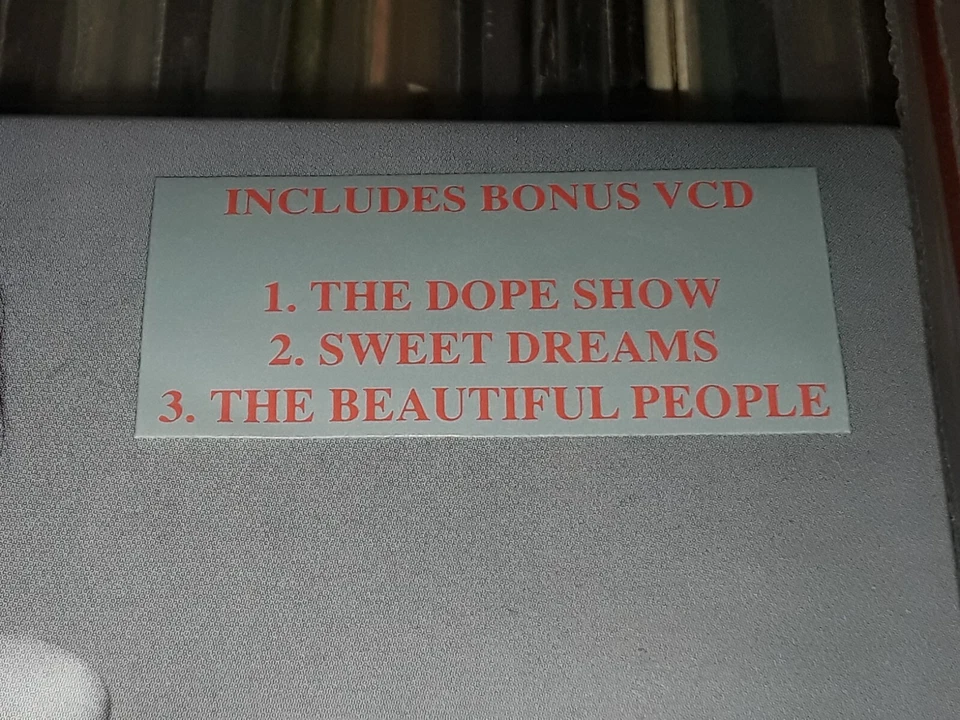 INCLUDES BONUS VCD
1. THE DOPE SHOW
2. SWEET DREAMS
3. THE BEAUTIFUL PEOPLE